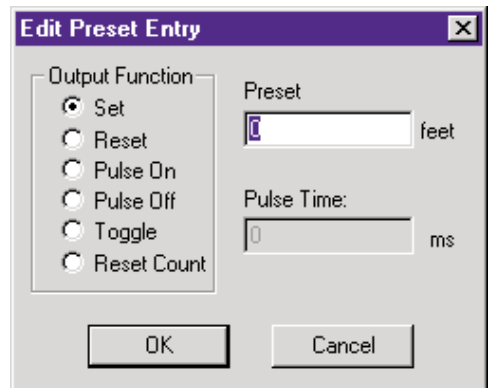 Edit Preset Entry
Output Function
Set
Reset
Pulse On
Pulse Off
Toggle
Reset Count
Preset
0 feet
Pulse Time:
0 ms
OK
Cancel